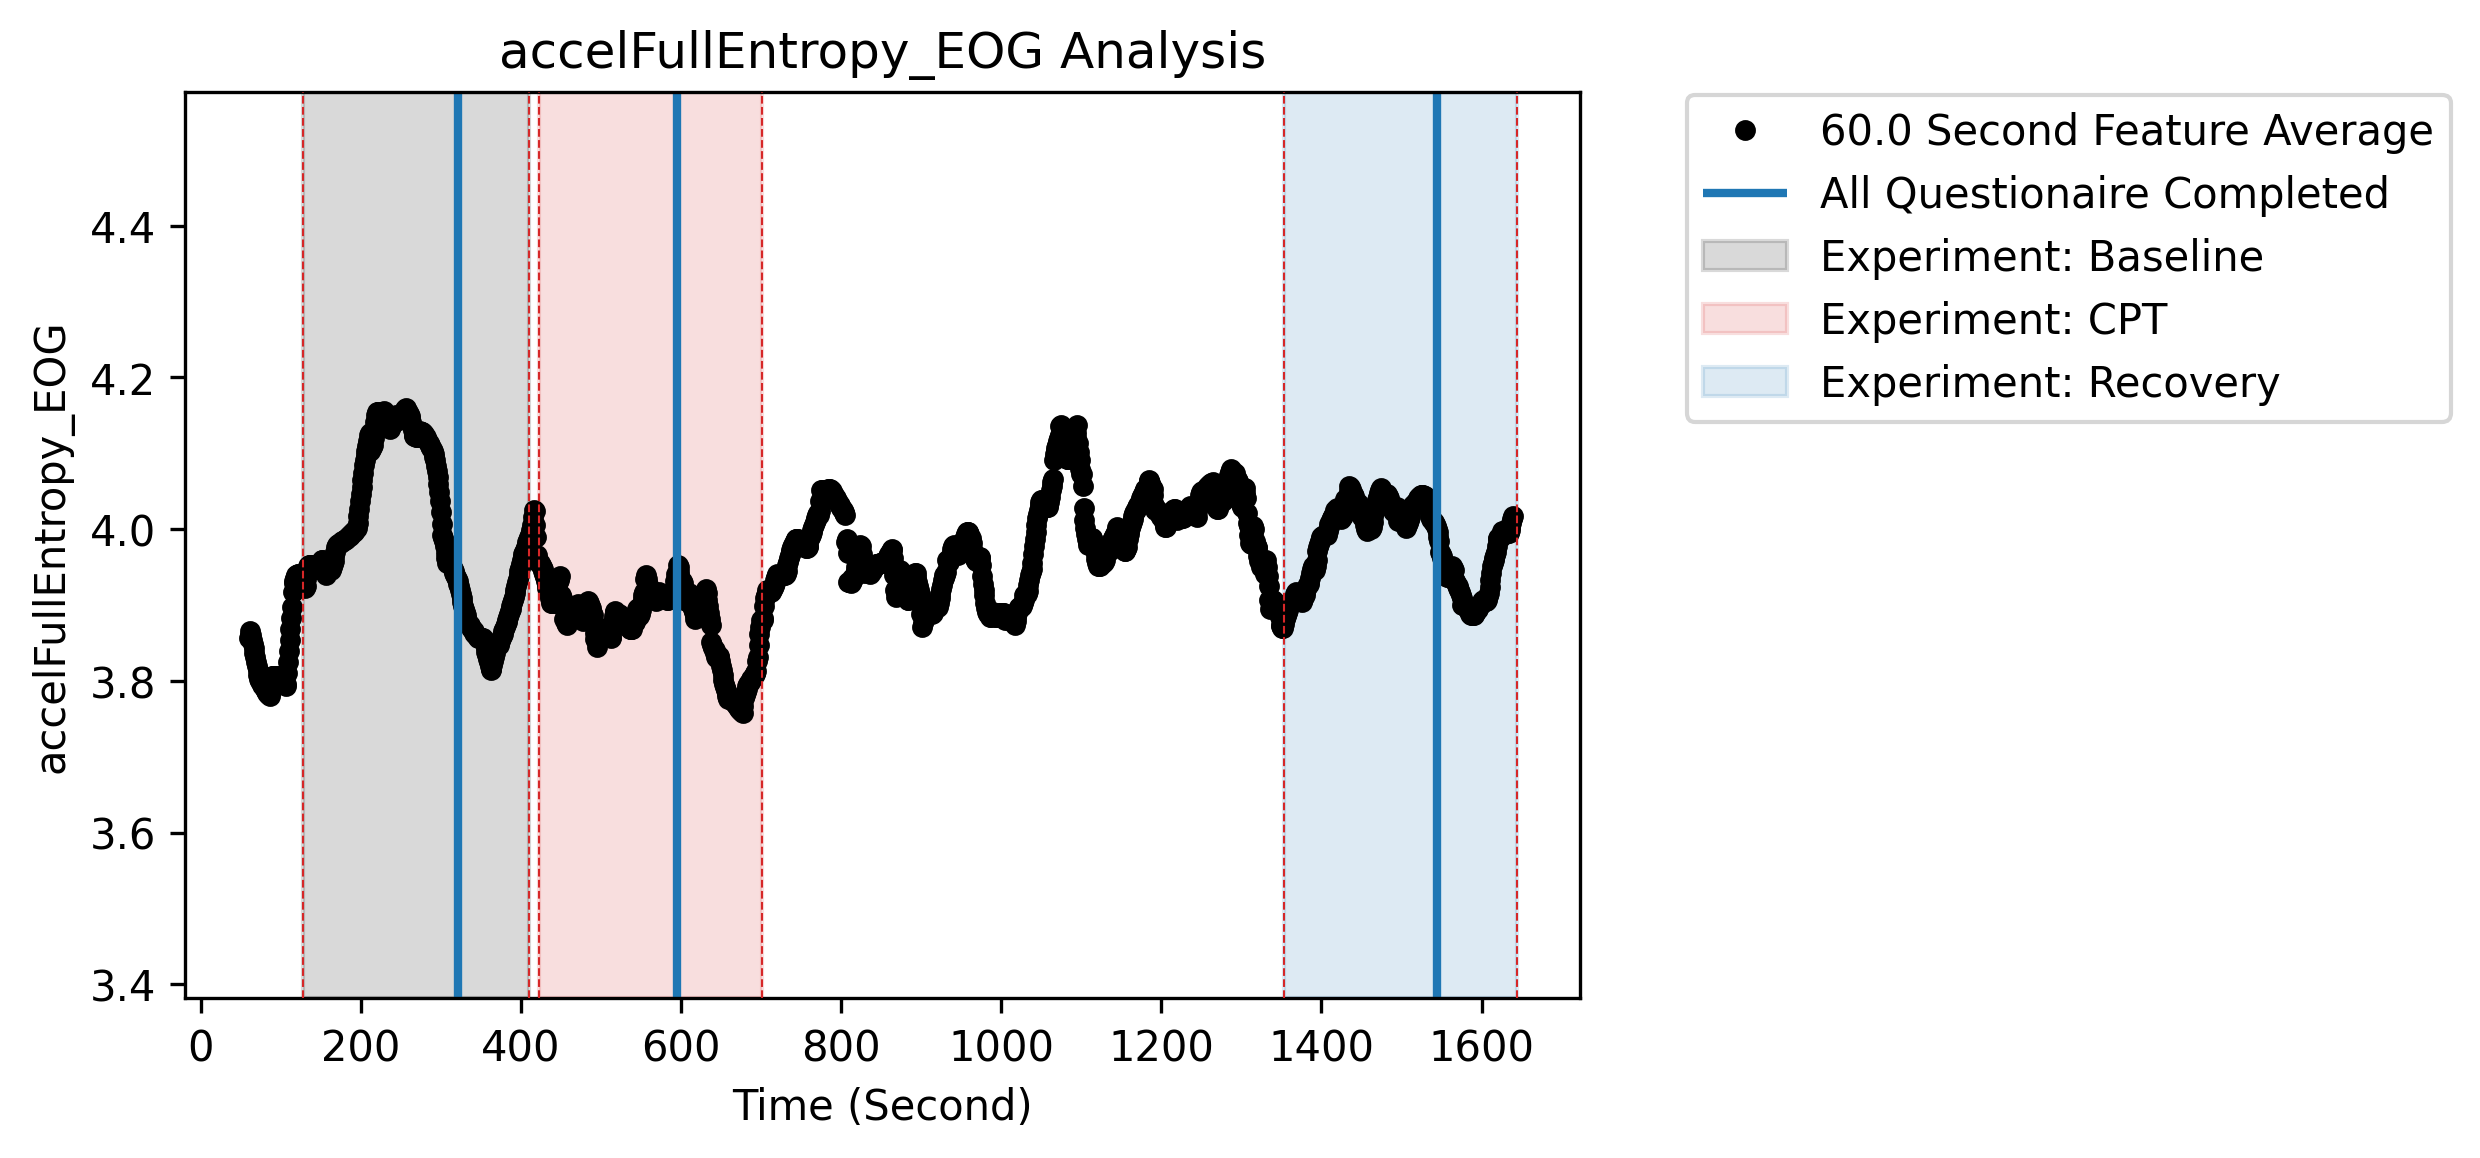 accelFullEntropy_EOG Analysis
accelFullEntropy_EOG
4.4
4.2
4.0
3.8
3.6
3.4
0 200 400 600 800 1000 1200 1400 1600
Time (Second)
60.0 Second Feature Average
All Questionaire Completed
Experiment: Baseline
Experiment: CPT
Experiment: Recovery